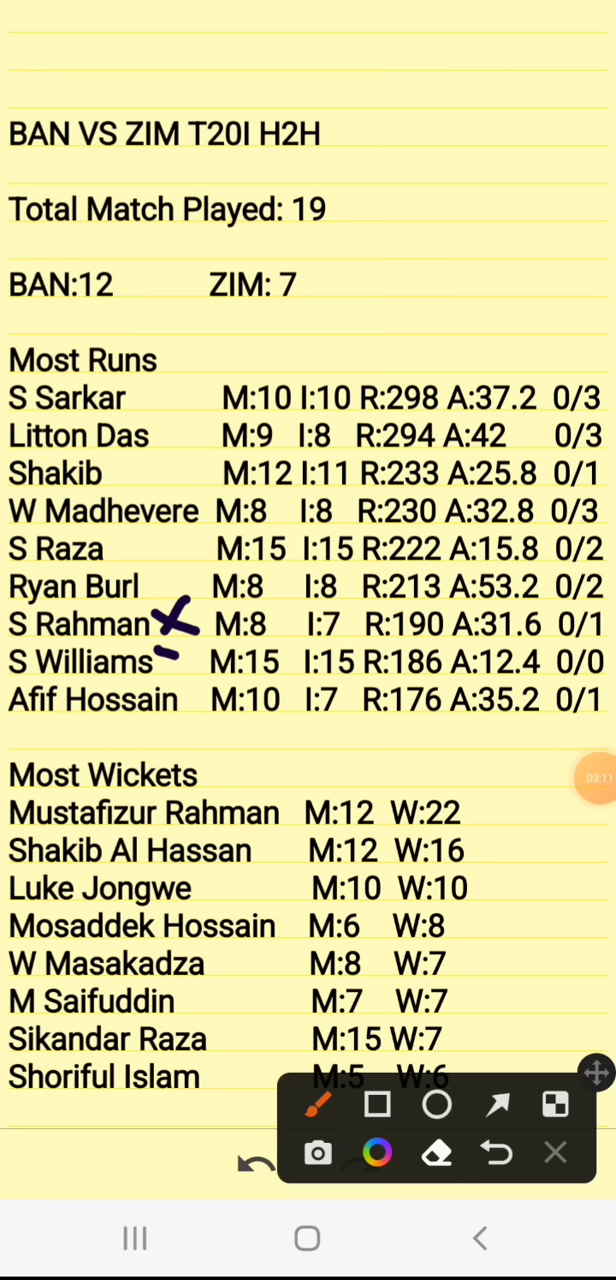 BAN VS ZIM T20I H2H
Total Match Played: 19
BAN:12 ZIM: 7
Most Runs
S Sarkar M:10 I:10 R:298 A:37.2 0/3
Litton Das M:9 I:8 R:294 A:42 0/3
Shakib M:12 I:11 R:233 A:25.8 0/1
W Madhevere M:8 I:8 R:230 A:32.8 0/3
S Raza M:15 I:15 R:222 A:15.8 0/2
Ryan Burl M:8 I:8 R:213 A:53.2 0/2
S Rahman M:8 I:7 R:190 A:31.6 0/1
S Williams M:15 I:15 R:186 A:12.4 0/0
Afif Hossain M:10 I:7 R:176 A:35.2 0/1
Most Wickets
03:11
Mustafizur Rahman M:12 W:22
Shakib Al Hassan M:12 W:16
Luke Jongwe M:10 W:10
Mosaddek Hossain M:6 W:8
W Masakadza M:8 W:7
M Saifuddin M:7 W:7
Sikandar Raza M:15 W:7
Shoriful Islam M:5 W:6